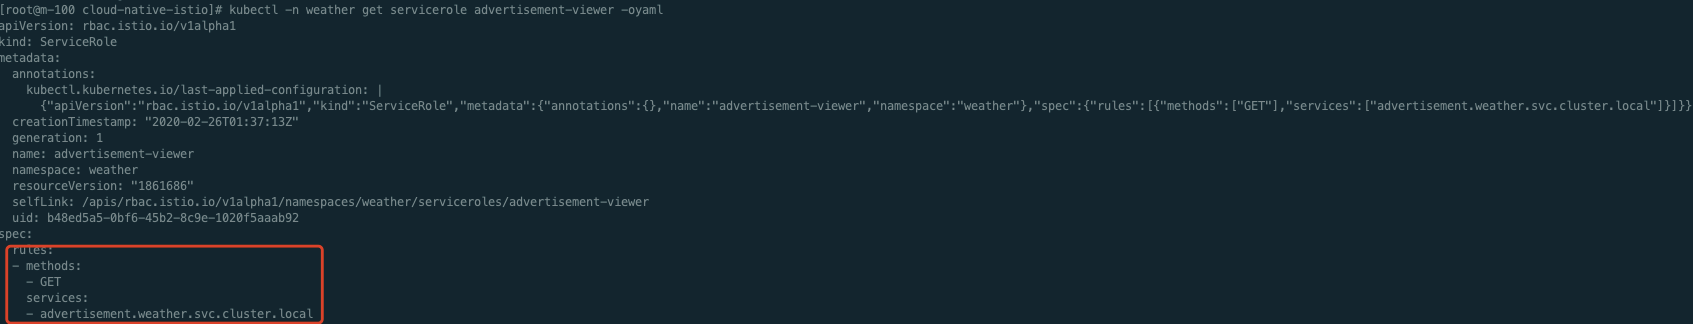 [root@m-100 cloud-native-istio]# kubectl -n weather get servicerole advertisement-viewer -oyaml
apiVersion: rbac.istio.io/v1alpha1
kind: ServiceRole
metadata:
  annotations:
    kubectl.kubernetes.io/last-applied-configuration: |
      {"apiVersion":"rbac.istio.io/v1alpha1","kind":"ServiceRole","metadata":{"annotations":{},"name":"advertisement-viewer","namespace":"weather"},"spec":{"rules":[{"methods":["GET"],"services":["advertisement.weather.svc.cluster.local"]}]}}
  creationTimestamp: "2020-02-26T01:37:13Z"
  generation: 1
  name: advertisement-viewer
  namespace: weather
  resourceVersion: "1861686"
  selfLink: /apis/rbac.istio.io/v1alpha1/namespaces/weather/serviceroles/advertisement-viewer
  uid: b48ed5a5-0bf6-45b2-8c9e-1020f5aaab92
spec:
  rules:
  - methods:
    - GET
    services:
    - advertisement.weather.svc.cluster.local